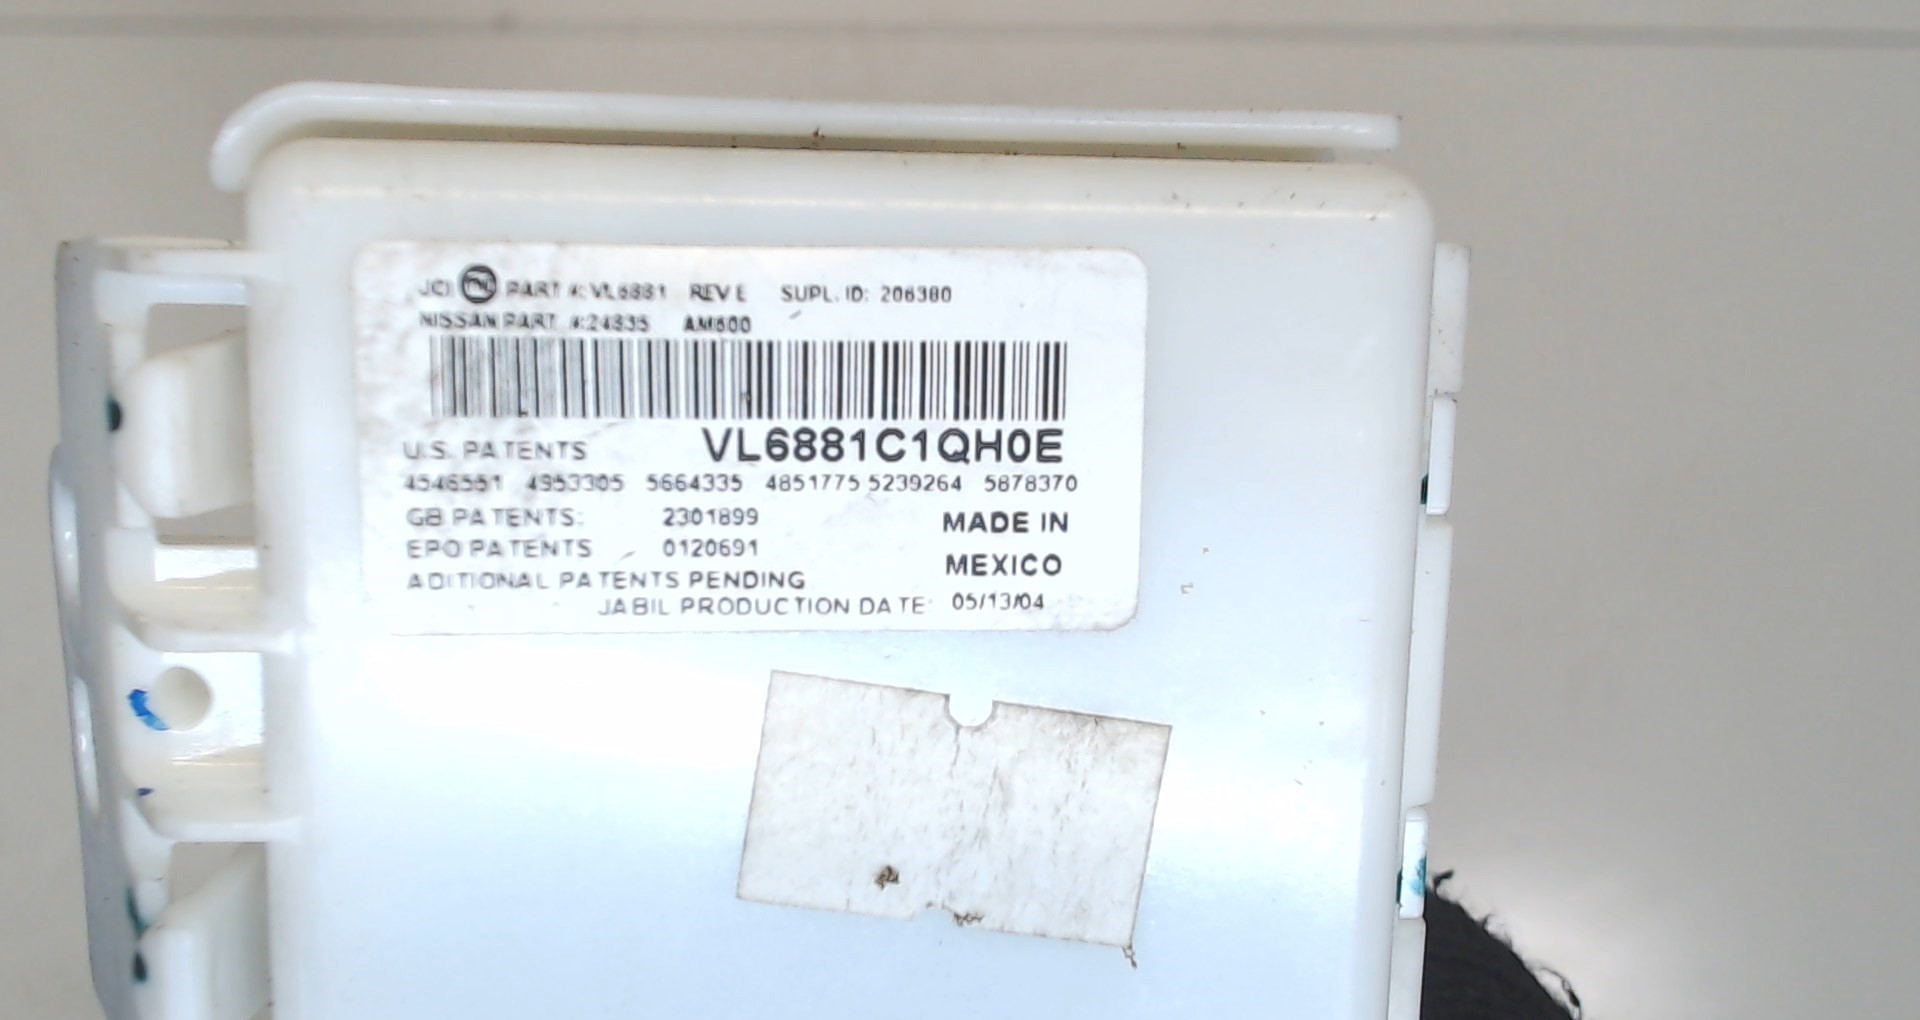 JCI PART #: VL6881 REV E SUPL. ID: 206380
NISSAN PART #:24835 AM600
VL6881C1QH0E
U.S. PATENTS
4546551 4953305 5664335 4851775 5239264 5878370
GB PATENTS: 2301899
EPO PATENTS 0120691
MADE IN
MEXICO
ADITIONAL PATENTS PENDING
JABIL PRODUCTION DATE: 05/13/04